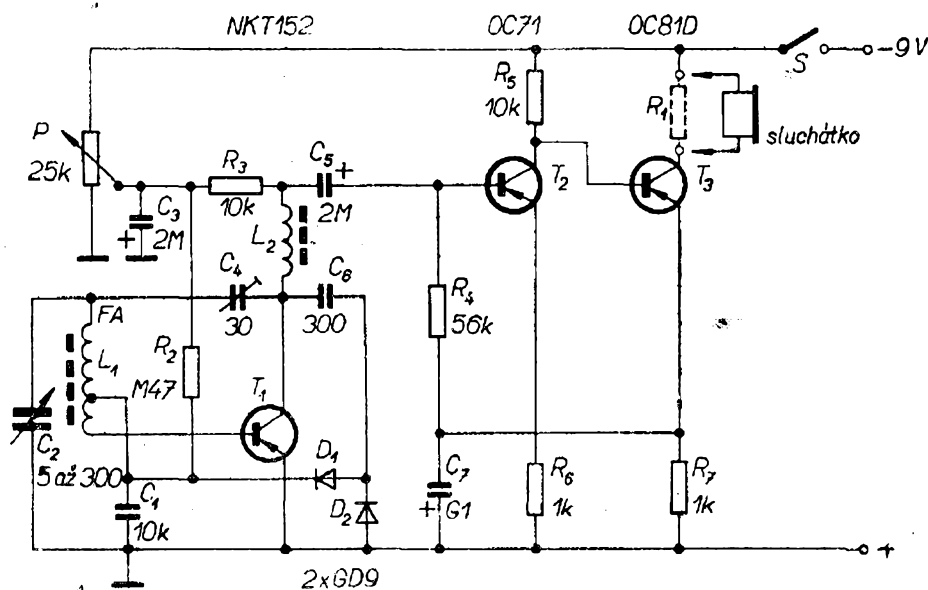 NKT152
OC71
OC81D
S
-9V
R5
10k
R1
sluchátko
P
25k
R3
10k
C5
+
2M
T2
T3
C3
+
2M
L2
C4
30
C6
300
R4
56k
FA
L1
R2
M47
T1
C2
5 až 300
D1
C1
10k
D2
C7
+
G1
R6
1k
R7
1k
+
2xGD9